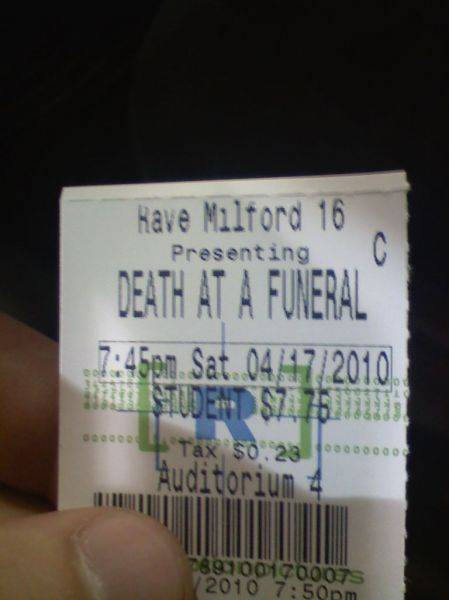 Rave Milford 16
C
Presenting
DEATH AT A FUNERAL
7:45pm Sat 04/17/2010
STUDENT $7.75
R
Tax $0.23
Auditorium 4
789100170007S
/2010 7:50pm